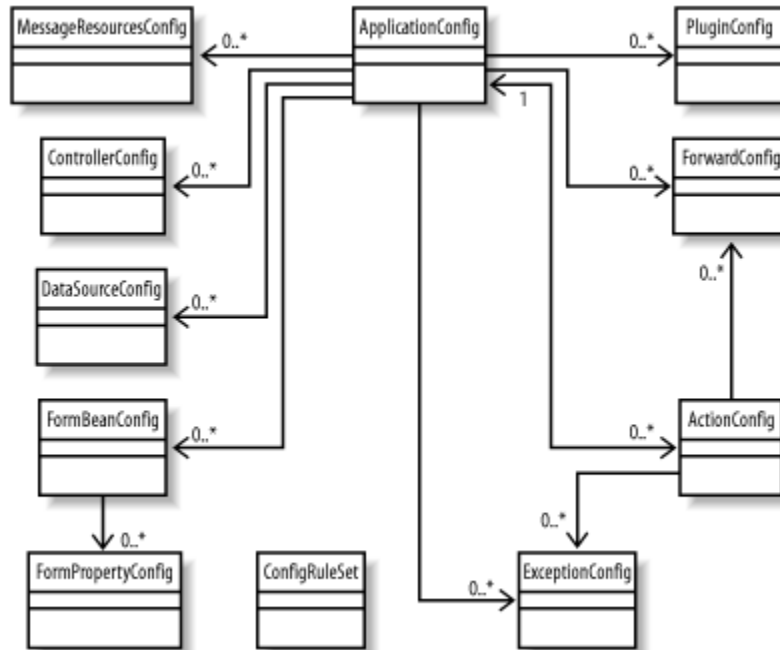 MessageResourcesConfig
ApplicationConfig
PluginConfig
0..*
0..*
1
ControllerConfig
ForwardConfig
0..*
0..*
DataSourceConfig
0..*
0..*
FormBeanConfig
ActionConfig
0..*
0..*
0..*
0..*
FormPropertyConfig
ConfigRuleSet
ExceptionConfig
0..*